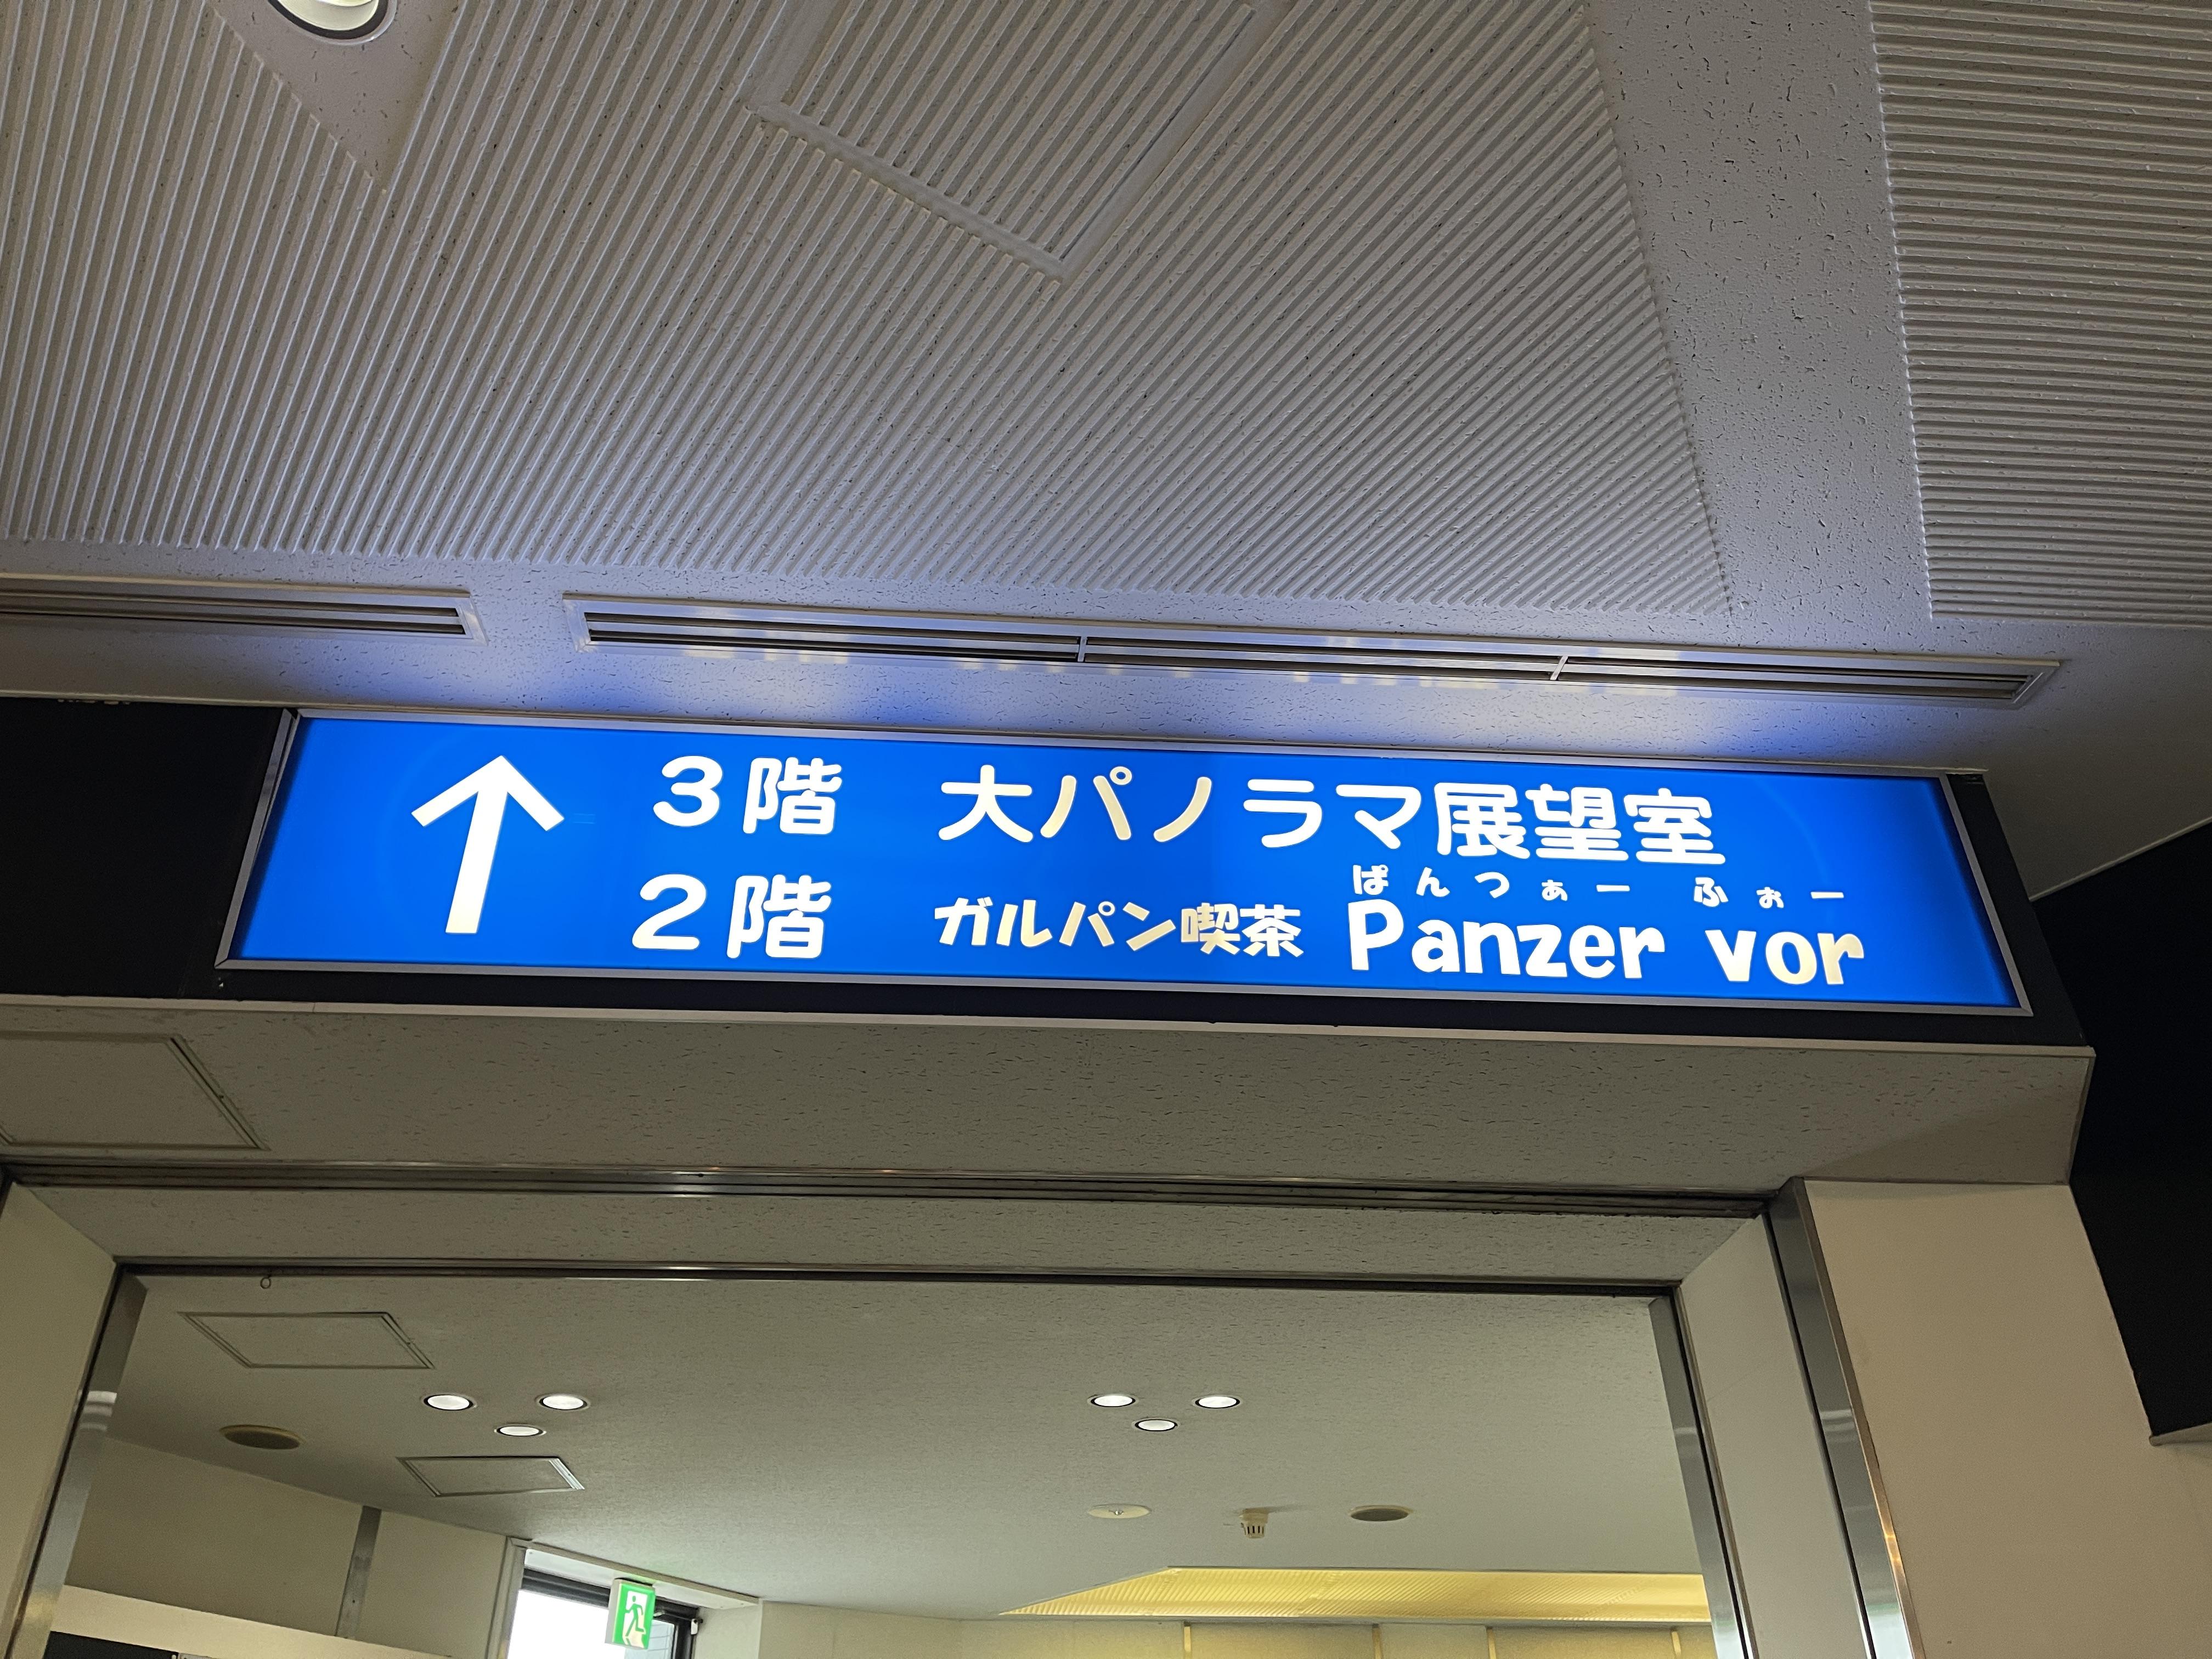 ↑ 3階 大パノラマ展望室
ぱんつぁー ふぉー
2階 ガルパン喫茶 Panzer vor